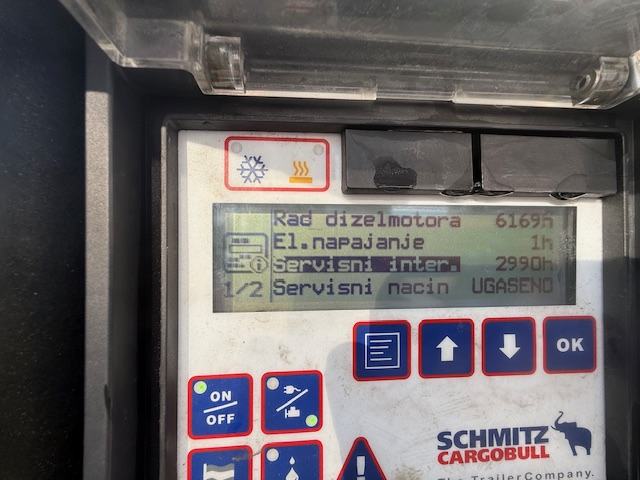 Rad dizelmotora 6169h
El.napajanje 1h
Servisni inter. 2990h
1/2 Servisni nacin UGASENO
OK
ON
OFF
SCHMITZ
CARGOBULL
The TrailerCompany.